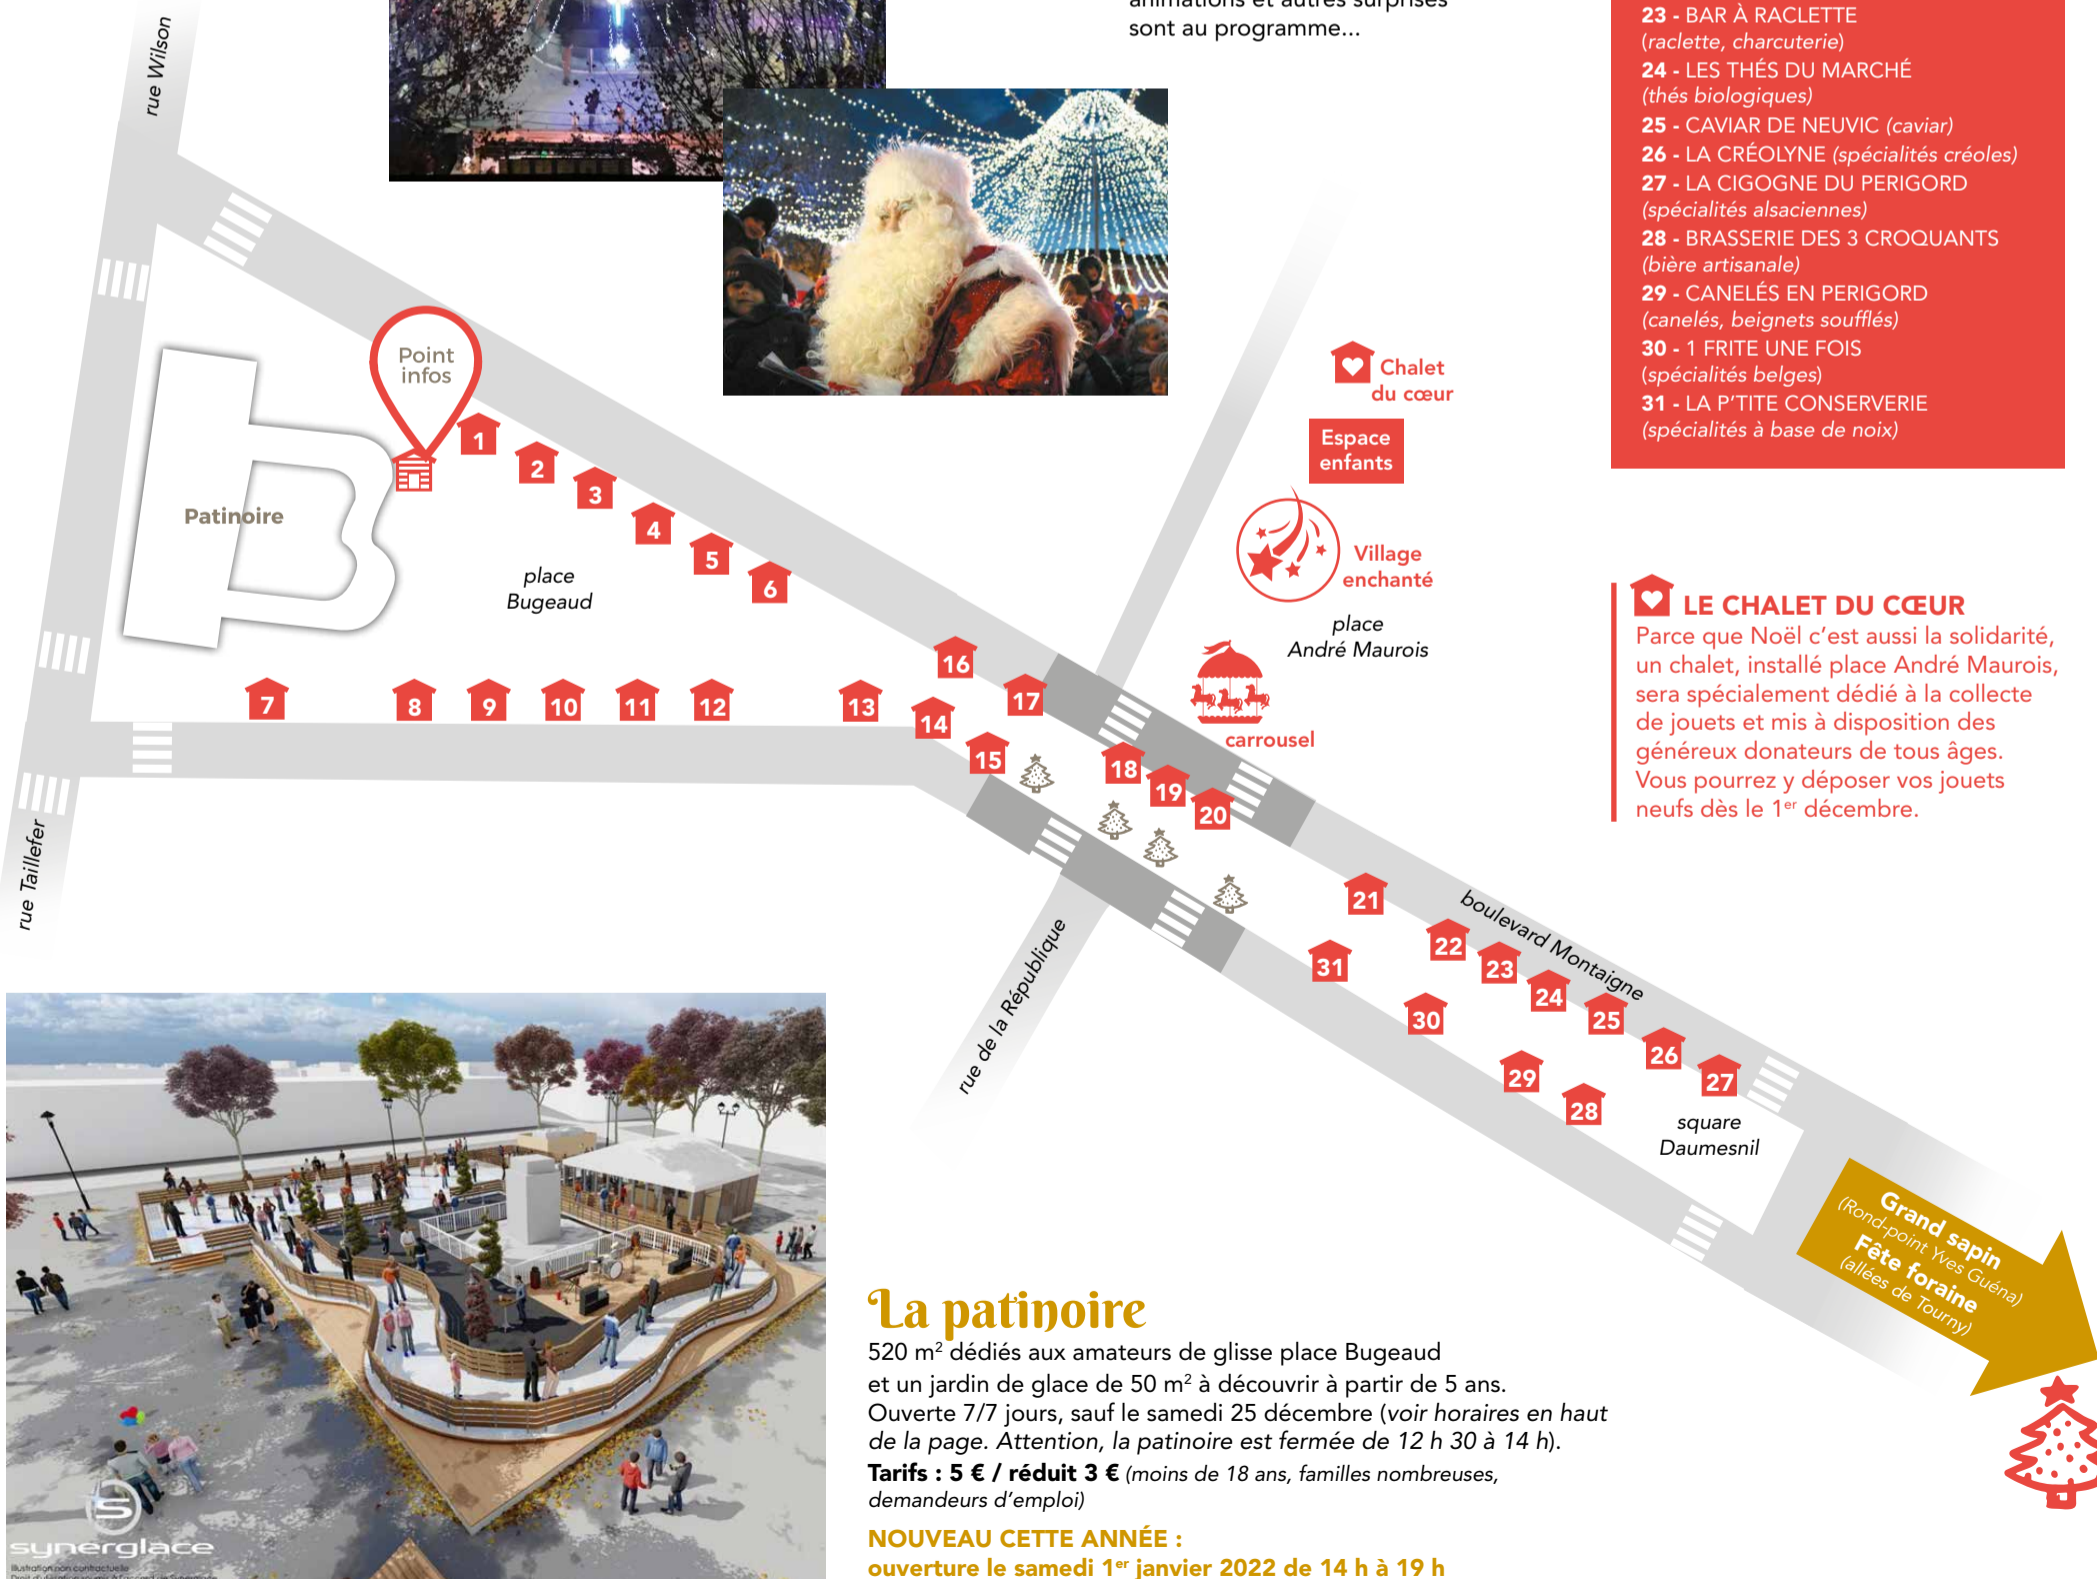 animations et autres surprises
sont au programme...
23 - BAR À RACLETTE
(raclette, charcuterie)
24 - LES THÉS DU MARCHÉ
(thés biologiques)
25 - CAVIAR DE NEUVIC (caviar)
26 - LA CRÉOLYNE (spécialités créoles)
27 - LA CIGOGNE DU PERIGORD
(spécialités alsaciennes)
28 - BRASSERIE DES 3 CROQUANTS
(bière artisanale)
29 - CANELÉS EN PERIGORD
(canelés, beignets soufflés)
30 - 1 FRITE UNE FOIS
(spécialités belges)
31 - LA P'TITE CONSERVERIE
(spécialités à base de noix)
rue Wilson
Point
infos
Patinoire
place
Bugeaud
1
2
3
4
5
6
7
8
9
10
11
12
13
14
15
16
17
18
19
20
21
22
23
24
25
26
27
28
29
30
31
Chalet
du cœur
Espace
enfants
Village
enchanté
place
André Maurois
carrousel
LE CHALET DU CŒUR
Parce que Noël c'est aussi la solidarité,
un chalet, installé place André Maurois,
sera spécialement dédié à la collecte
de jouets et mis à disposition des
généreux donateurs de tous âges.
Vous pourrez y déposer vos jouets
neufs dès le 1er décembre.
rue Taillefer
rue de la République
boulevard Montaigne
square
Daumesnil
Grand sapin
(Rond-point Yves Guéna)
Fête foraine
(allées de Tourny)
La patinoire
520 m² dédiés aux amateurs de glisse place Bugeaud
et un jardin de glace de 50 m² à découvrir à partir de 5 ans.
Ouverte 7/7 jours, sauf le samedi 25 décembre (voir horaires en haut
de la page. Attention, la patinoire est fermée de 12 h 30 à 14 h).
Tarifs : 5 € / réduit 3 € (moins de 18 ans, familles nombreuses,
demandeurs d'emploi)
NOUVEAU CETTE ANNÉE :
ouverture le samedi 1er janvier 2022 de 14 h à 19 h
S
synerglace
Illustration non contractuelle